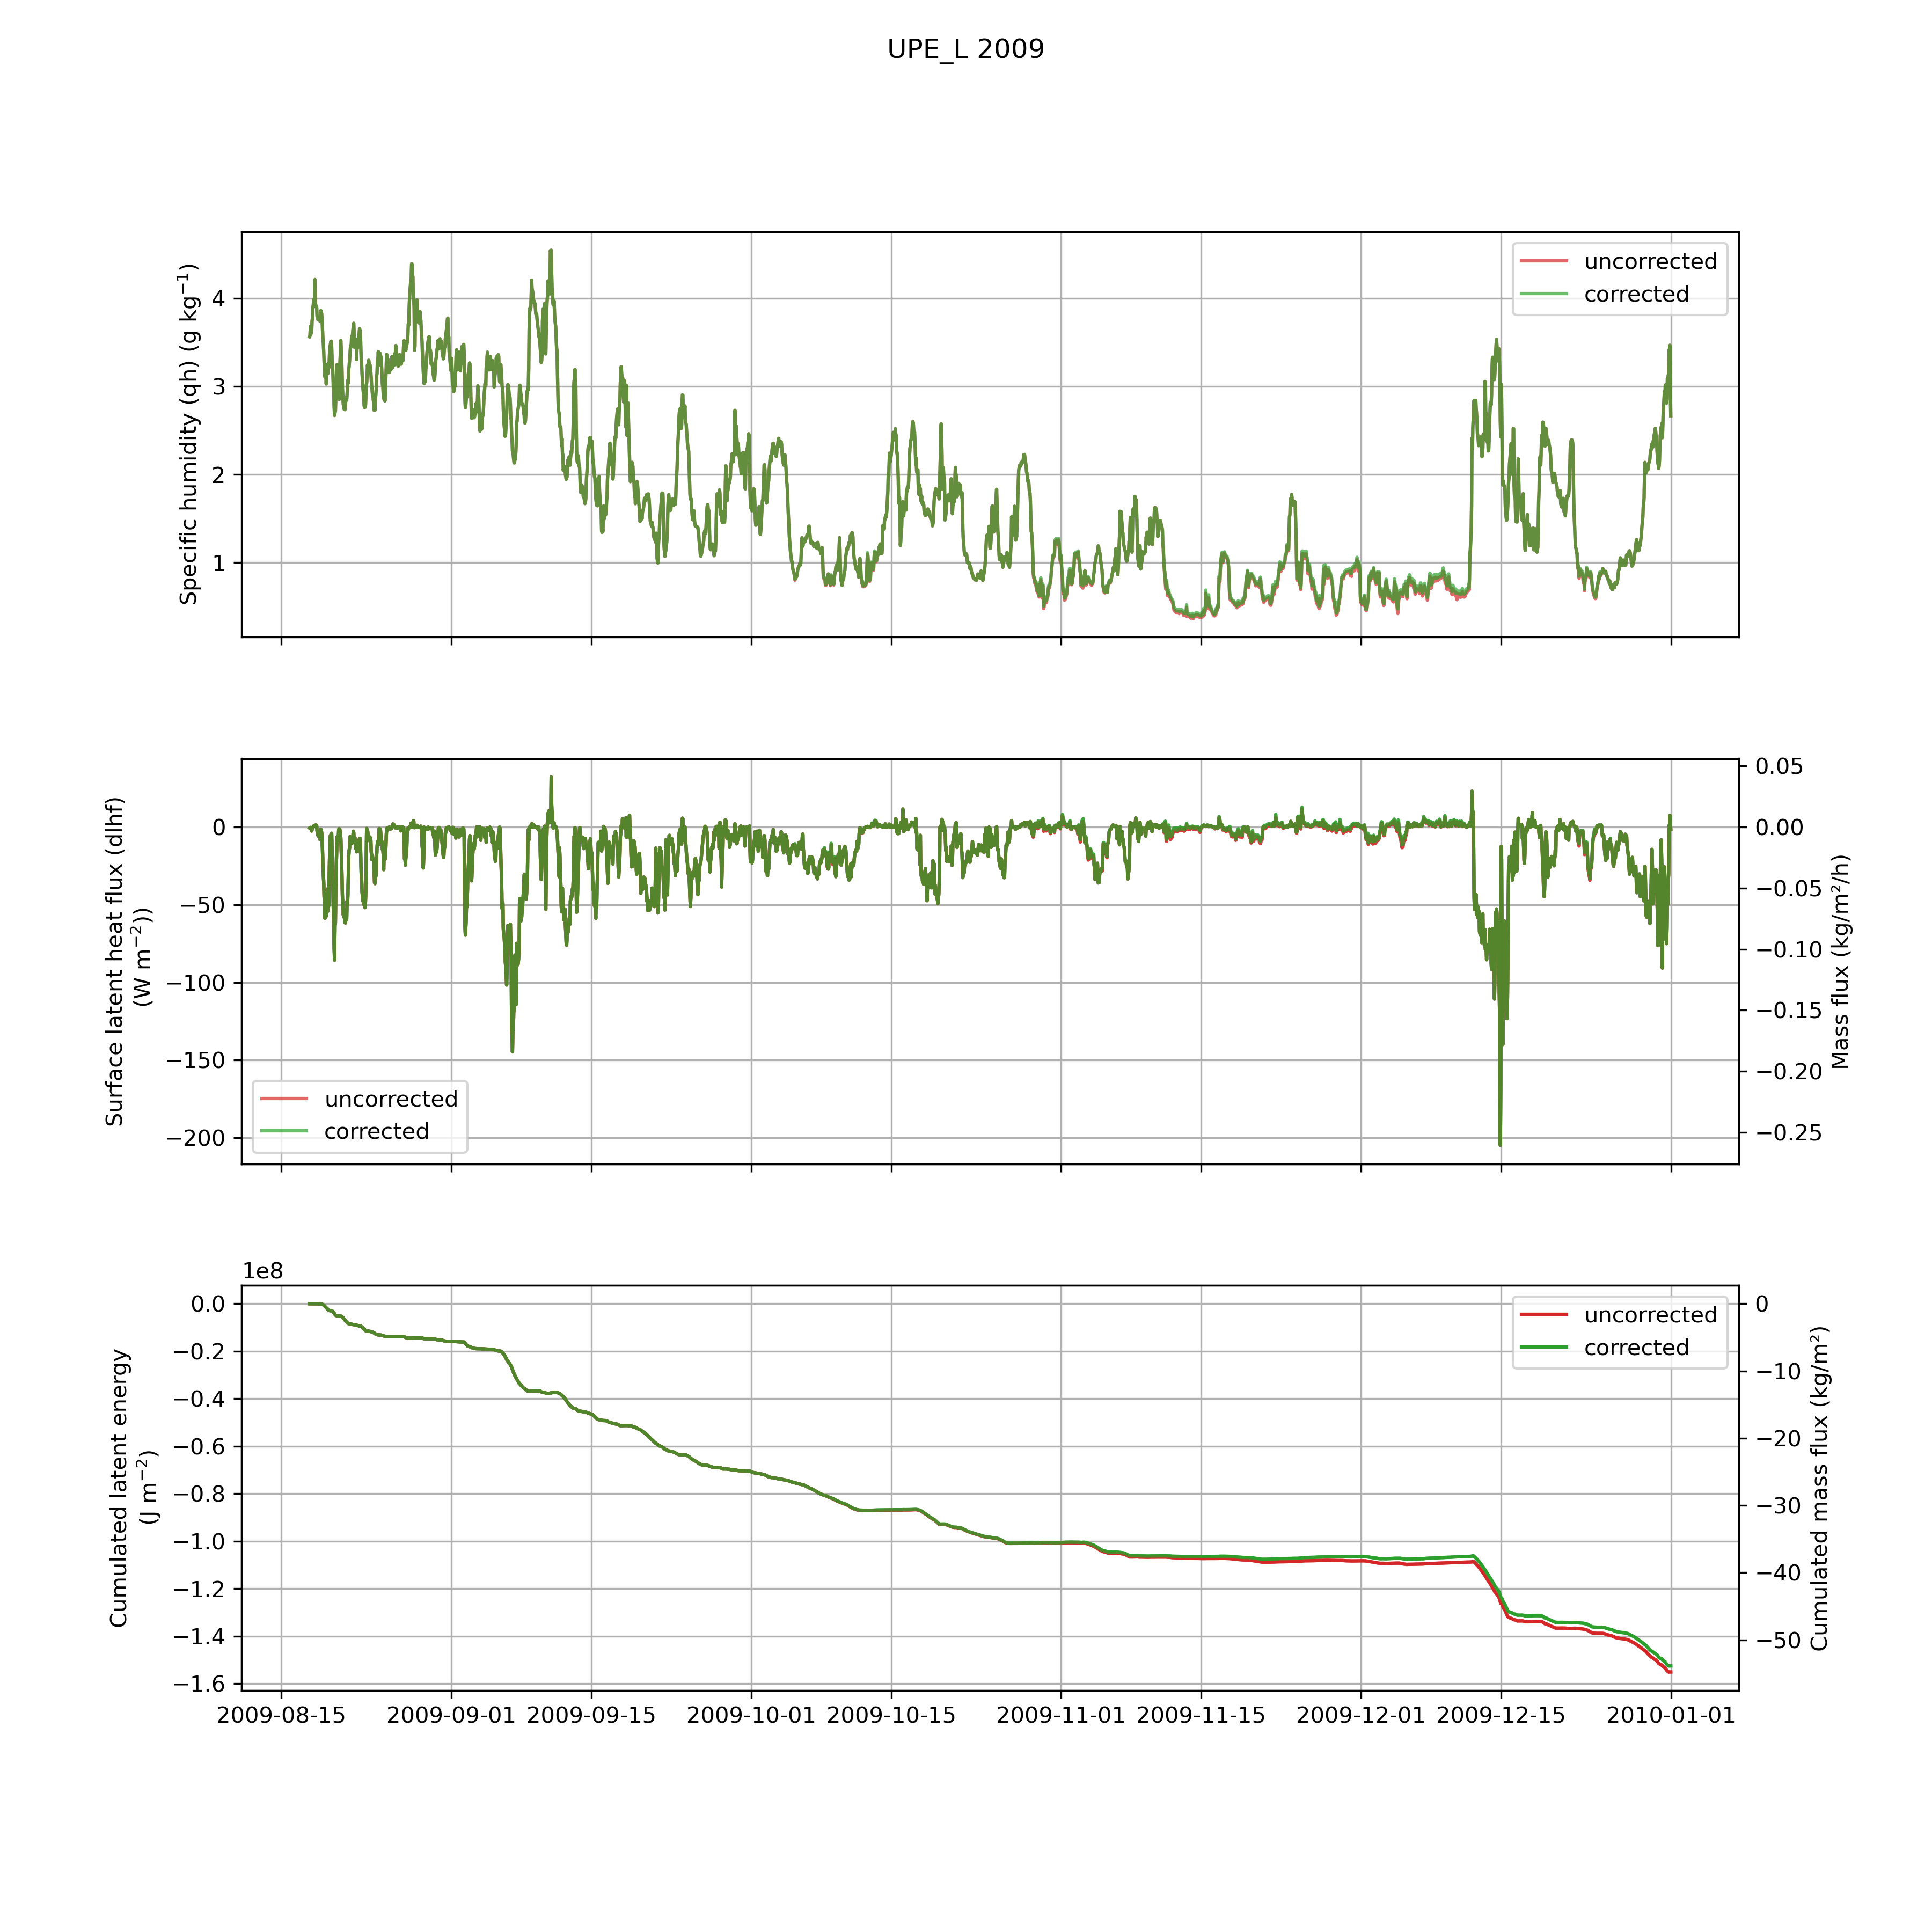 UPE_L 2009
Specific humidity (qh) (g kg⁻¹)
4
3
2
1
uncorrected
corrected
Surface latent heat flux (dlhf)
(W m⁻²))
0
−50
−100
−150
−200
uncorrected
corrected
0.05
0.00
−0.05
−0.10
−0.15
−0.20
−0.25
Mass flux (kg/m²/h)
1e8
Cumulated latent energy
(J m⁻²)
0.0
−0.2
−0.4
−0.6
−0.8
−1.0
−1.2
−1.4
−1.6
uncorrected
corrected
0
−10
−20
−30
−40
−50
Cumulated mass flux (kg/m²)
2009-08-15 2009-09-01 2009-09-15 2009-10-01 2009-10-15 2009-11-01 2009-11-15 2009-12-01 2009-12-15 2010-01-01